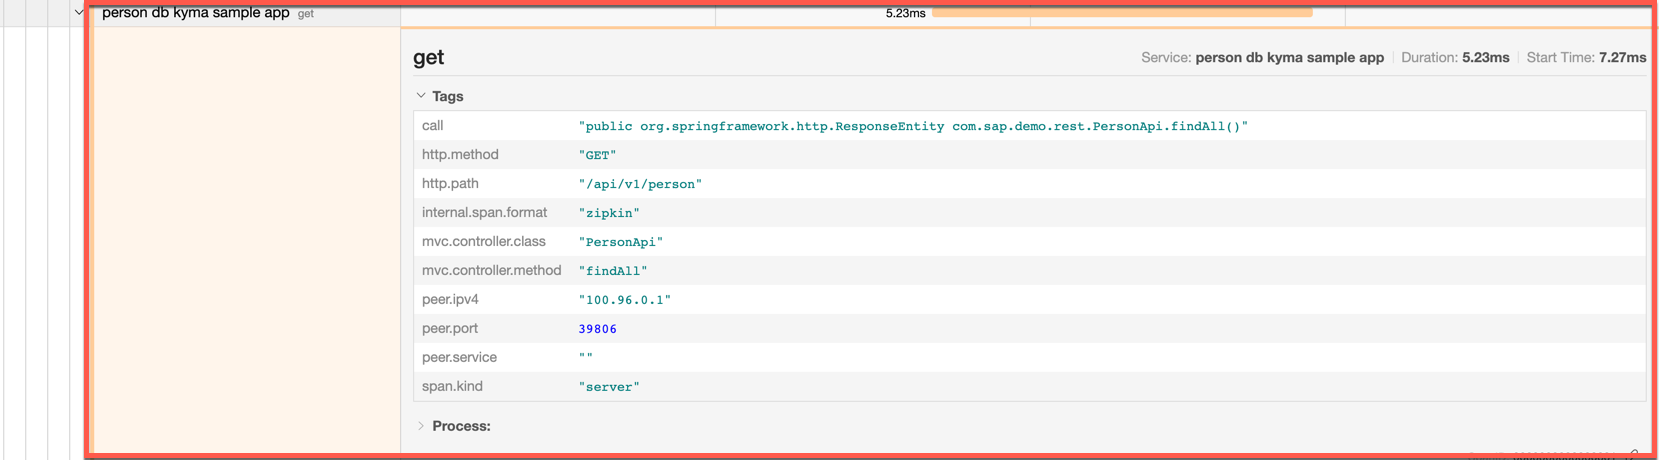 person db kyma sample app get 5.23ms
get Service: person db kyma sample app Duration: 5.23ms Start Time: 7.27ms
Tags
call "public org.springframework.http.ResponseEntity com.sap.demo.rest.PersonApi.findAll()"
http.method "GET"
http.path "/api/v1/person"
internal.span.format "zipkin"
mvc.controller.class "PersonApi"
mvc.controller.method "findAll"
peer.ipv4 "100.96.0.1"
peer.port 39806
peer.service ""
span.kind "server"
Process: